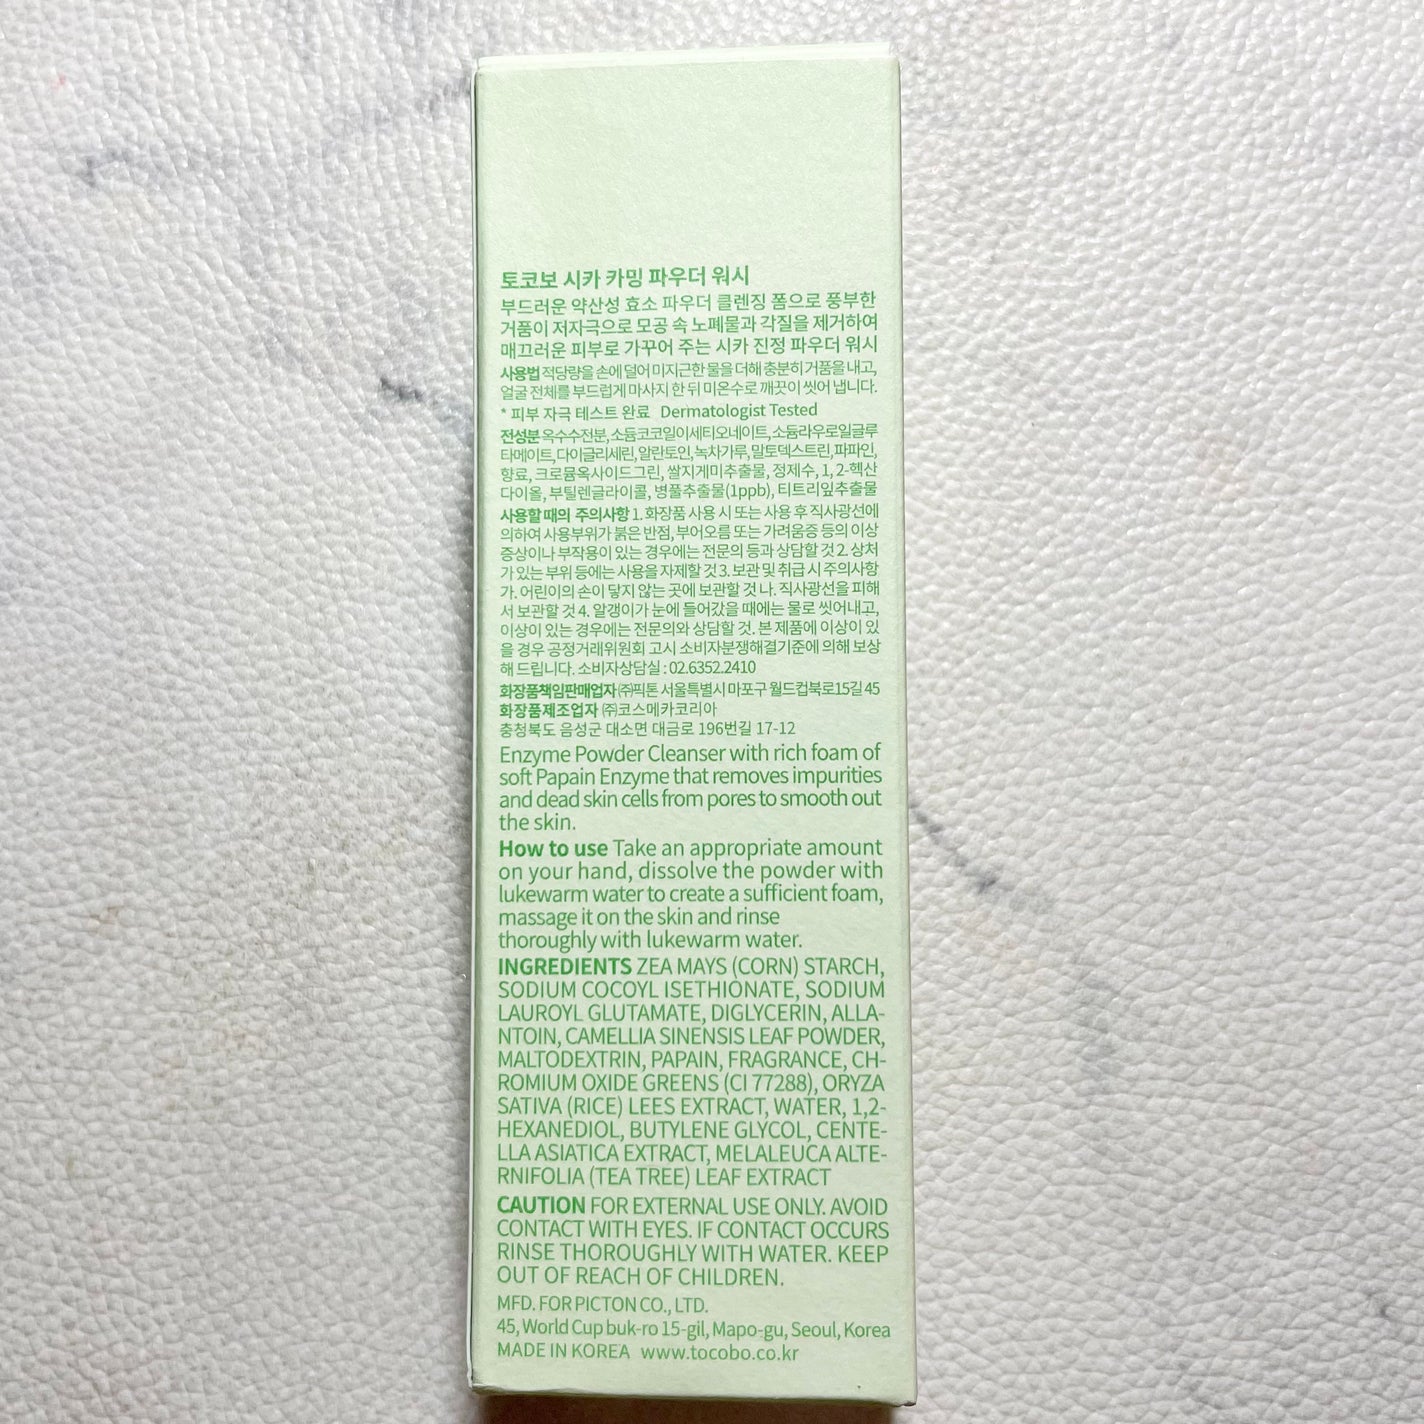 토코보 시카 카밍 파우더 워시
부드러운 약산성 효소 파우더 클렌징 폼으로 풍부한
거품이 저자극으로 모공 속 노폐물과 각질을 제거하여
매끄러운 피부로 가꾸어 주는 시카 진정 파우더 워시
사용법 적당량을 손에 덜어 미지근한 물을 더해 충분히 거품을 내고,
얼굴 전체를 부드럽게 마사지 한 뒤 미온수로 깨끗이 씻어 냅니다.
* 피부 자극 테스트 완료 Dermatologist Tested
전성분 옥수수전분, 소듐코코일이세티오네이트, 소듐라우로일글루
타메이트, 다이글리세린, 알란토인, 녹차가루, 말토덱스트린, 파파인,
향료, 크로뮴옥사이드그린, 쌀지게미추출물, 정제수, 1, 2-헥산
다이올, 부틸렌글라이콜, 병풀추출물(1ppb), 티트리잎추출물
사용할 때의 주의사항 1. 화장품 사용 시 또는 사용 후 직사광선에
의하여 사용부위가 붉은 반점, 부어오름 또는 가려움증 등의 이상
증상이나 부작용이 있는 경우에는 전문의 등과 상담할 것 2. 상처
가 있는 부위 등에는 사용을 자제할 것 3. 보관 및 취급 시 주의사항
가. 어린이의 손이 닿지 않는 곳에 보관할 것 나. 직사광선을 피해
서 보관할 것 4. 알갱이가 눈에 들어갔을 때에는 물로 씻어내고,
이상이 있는 경우에는 전문의와 상담할 것. 본 제품에 이상이 있
을 경우 공정거래위원회 고시 소비자분쟁해결기준에 의해 보상
해 드립니다. 소비자상담실 : 02.6352.2410
화장품책임판매업자 ㈜픽톤 서울특별시 마포구 월드컵북로15길 45
화장품제조업자 ㈜코스메카코리아
충청북도 음성군 대소면 대금로 196번길 17-12
Enzyme Powder Cleanser with rich foam of
soft Papain Enzyme that removes impurities
and dead skin cells from pores to smooth out
the skin.
How to use Take an appropriate amount
on your hand, dissolve the powder with
lukewarm water to create a sufficient foam,
massage it on the skin and rinse
thoroughly with lukewarm water.
INGREDIENTS ZEA MAYS (CORN) STARCH,
SODIUM COCOYL ISETHIONATE, SODIUM
LAUROYL GLUTAMATE, DIGLYCERIN, ALLA-
NTOIN, CAMELLIA SINENSIS LEAF POWDER,
MALTODEXTRIN, PAPAIN, FRAGRANCE, CH-
ROMIUM OXIDE GREENS (CI 77288), ORYZA
SATIVA (RICE) LEES EXTRACT, WATER, 1,2-
HEXANEDIOL, BUTYLENE GLYCOL, CENTE-
LLA ASIATICA EXTRACT, MELALEUCA ALTE-
RNIFOLIA (TEA TREE) LEAF EXTRACT
CAUTION FOR EXTERNAL USE ONLY. AVOID
CONTACT WITH EYES. IF CONTACT OCCURS
RINSE THOROUGHLY WITH WATER. KEEP
OUT OF REACH OF CHILDREN.
MFD. FOR PICTON CO., LTD.
45, World Cup buk-ro 15-gil, Mapo-gu, Seoul, Korea
MADE IN KOREA www.tocobo.co.kr